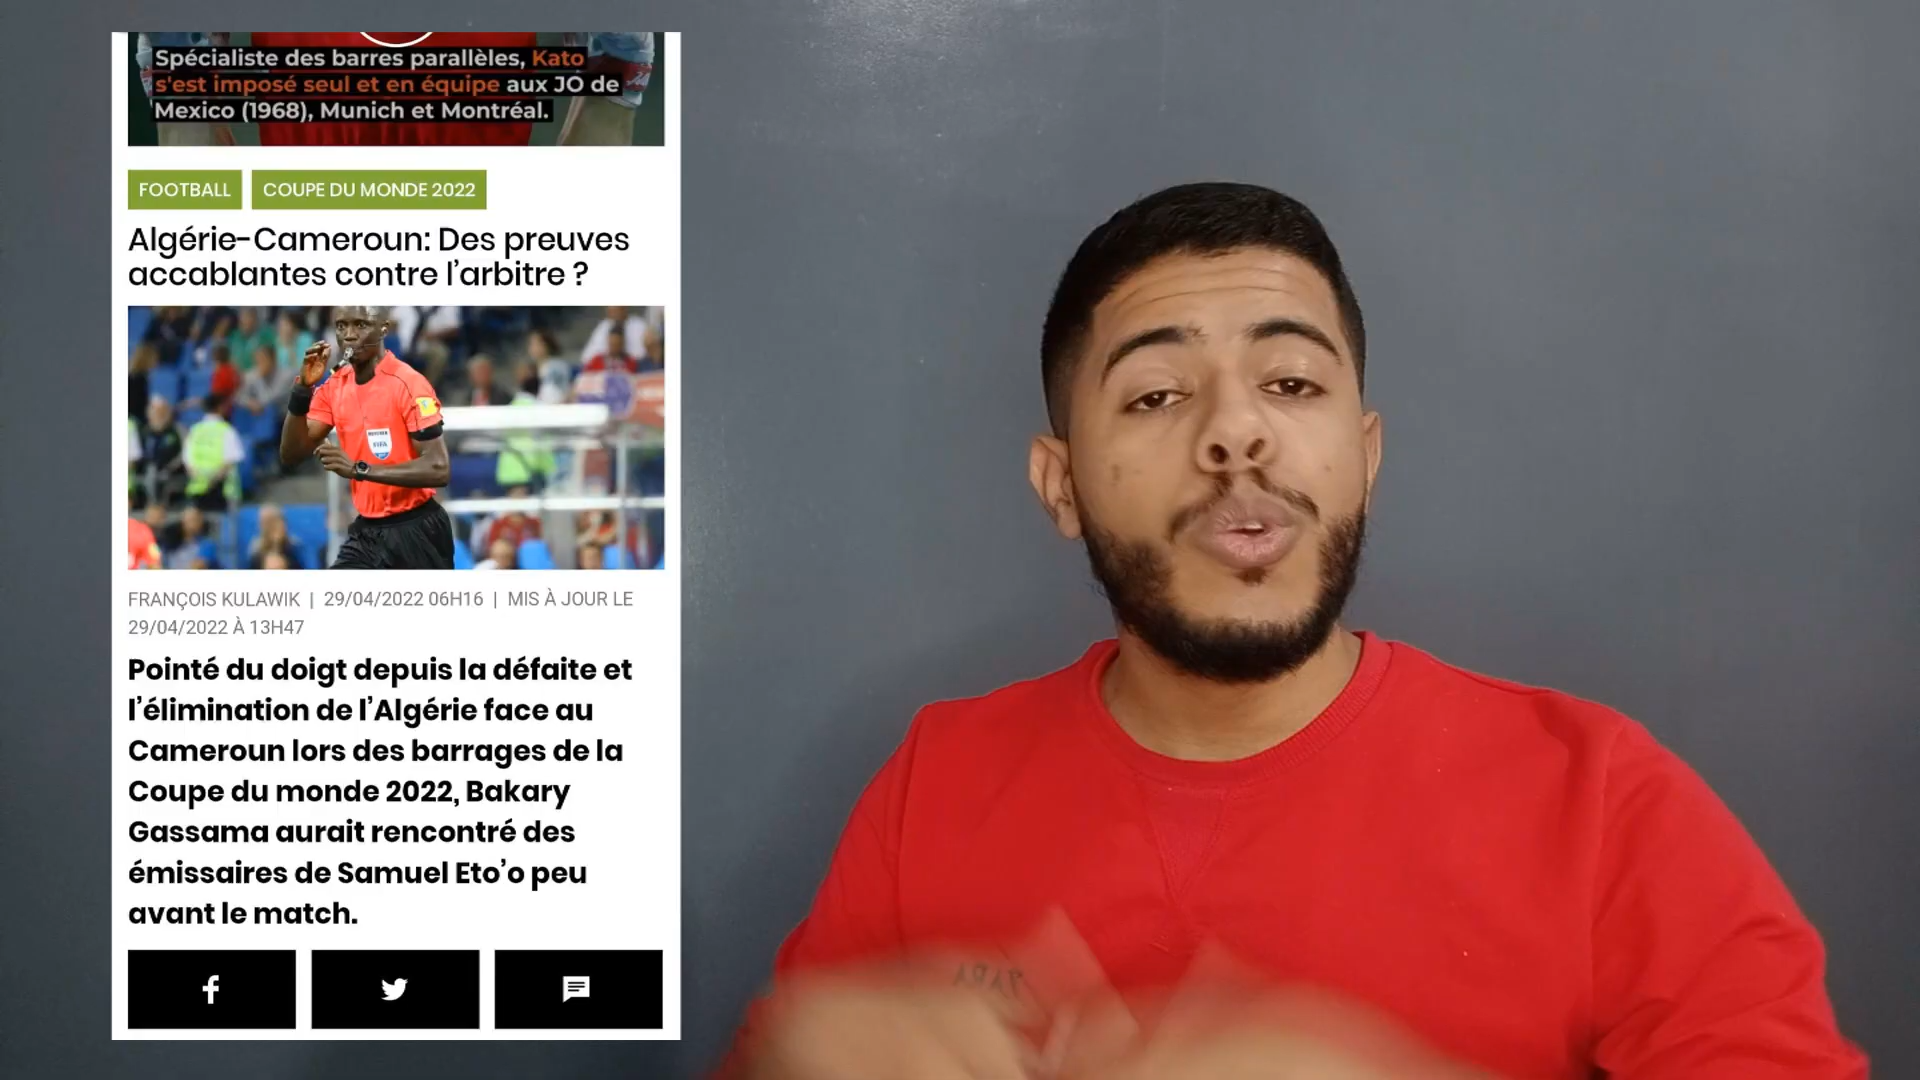 Spécialiste des barres parallèles, Kato
s'est imposé seul et en équipe aux JO de
Mexico (1968), Munich et Montréal.
FOOTBALL
COUPE DU MONDE 2022
Algérie-Cameroun: Des preuves
accablantes contre l’arbitre ?
FRANÇOIS KULAWIK | 29/04/2022 06H16 | MIS À JOUR LE
29/04/2022 À 13H47
Pointé du doigt depuis la défaite et
l’élimination de l’Algérie face au
Cameroun lors des barrages de la
Coupe du monde 2022, Bakary
Gassama aurait rencontré des
émissaires de Samuel Eto’o peu
avant le match.
FIFA
ZARA